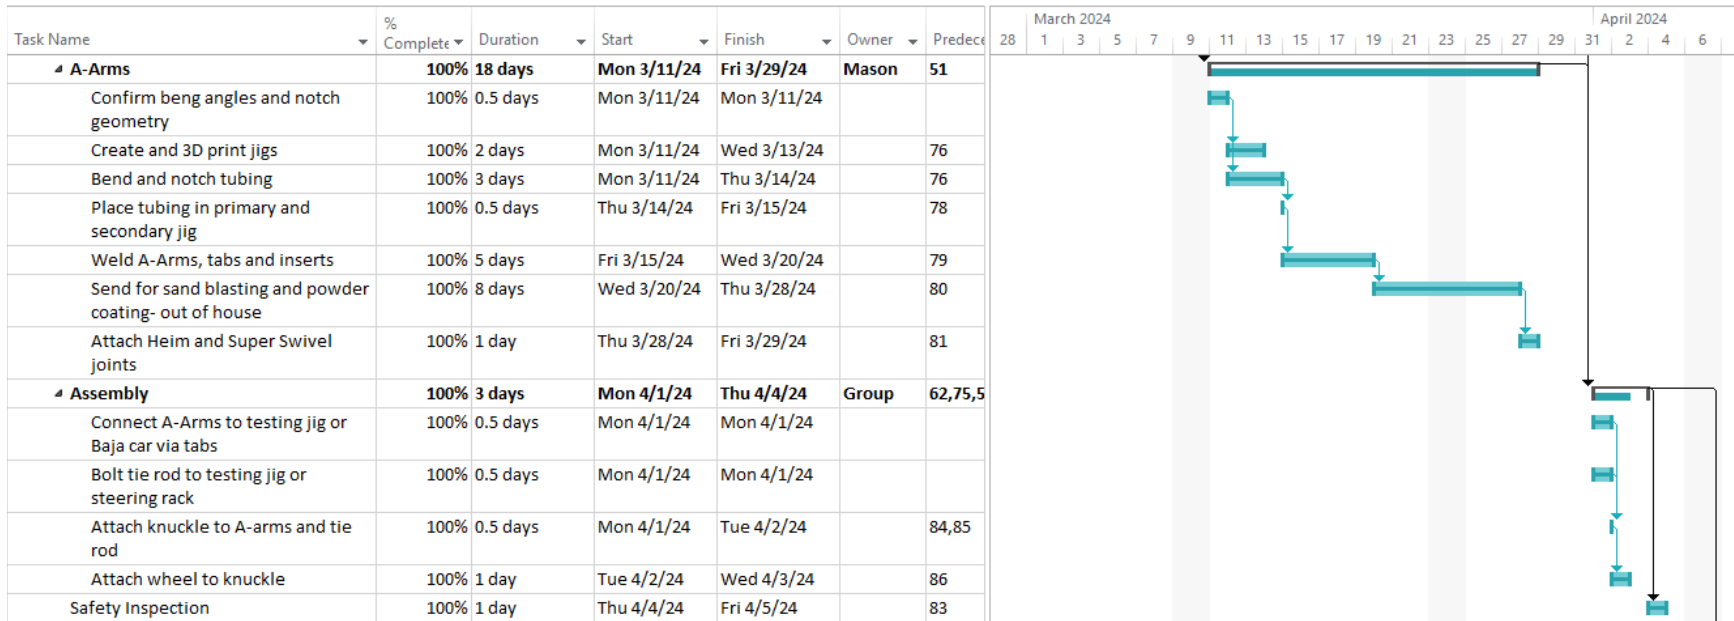 March 2024 April 2024
Task Name % Complete Duration Start Finish Owner Predece 28 1 3 5 7 9 11 13 15 17 19 21 23 25 27 29 31 2 4 6
A-Arms 100% 18 days Mon 3/11/24 Fri 3/29/24 Mason 51
Confirm beng angles and notch 100% 0.5 days Mon 3/11/24 Mon 3/11/24
geometry
Create and 3D print jigs 100% 2 days Mon 3/11/24 Wed 3/13/24 76
Bend and notch tubing 100% 3 days Mon 3/11/24 Thu 3/14/24 76
Place tubing in primary and 100% 0.5 days Thu 3/14/24 Fri 3/15/24 78
secondary jig
Weld A-Arms, tabs and inserts 100% 5 days Fri 3/15/24 Wed 3/20/24 79
Send for sand blasting and powder 100% 8 days Wed 3/20/24 Thu 3/28/24 80
coating- out of house
Attach Heim and Super Swivel 100% 1 day Thu 3/28/24 Fri 3/29/24 81
joints
Assembly 100% 3 days Mon 4/1/24 Thu 4/4/24 Group 62,75,5
Connect A-Arms to testing jig or 100% 0.5 days Mon 4/1/24 Mon 4/1/24
Baja car via tabs
Bolt tie rod to testing jig or 100% 0.5 days Mon 4/1/24 Mon 4/1/24
steering rack
Attach knuckle to A-arms and tie 100% 0.5 days Mon 4/1/24 Tue 4/2/24 84,85
rod
Attach wheel to knuckle 100% 1 day Tue 4/2/24 Wed 4/3/24 86
Safety Inspection 100% 1 day Thu 4/4/24 Fri 4/5/24 83